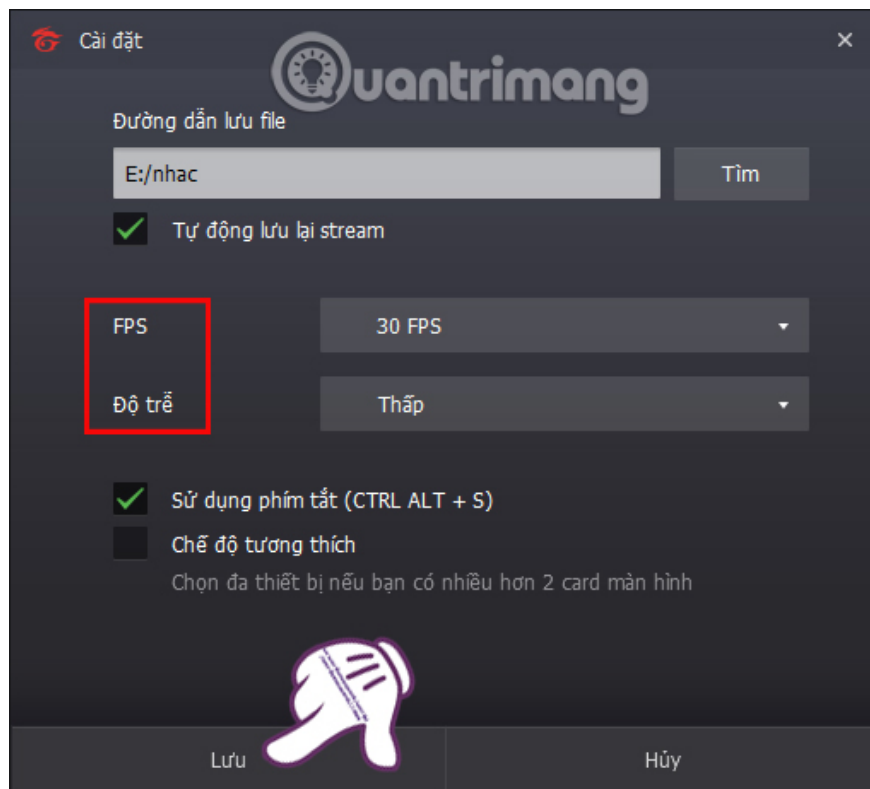 Cài đặt
Quantrimang
Đường dẫn lưu file
E:/nhac
Tìm
Tự động lưu lại stream
FPS
30 FPS
Độ trễ
Thấp
Sử dụng phím tắt (CTRL ALT + S)
Chế độ tương thích
Chọn đa thiết bị nếu bạn có nhiều hơn 2 card màn hình
Lưu
Hủy